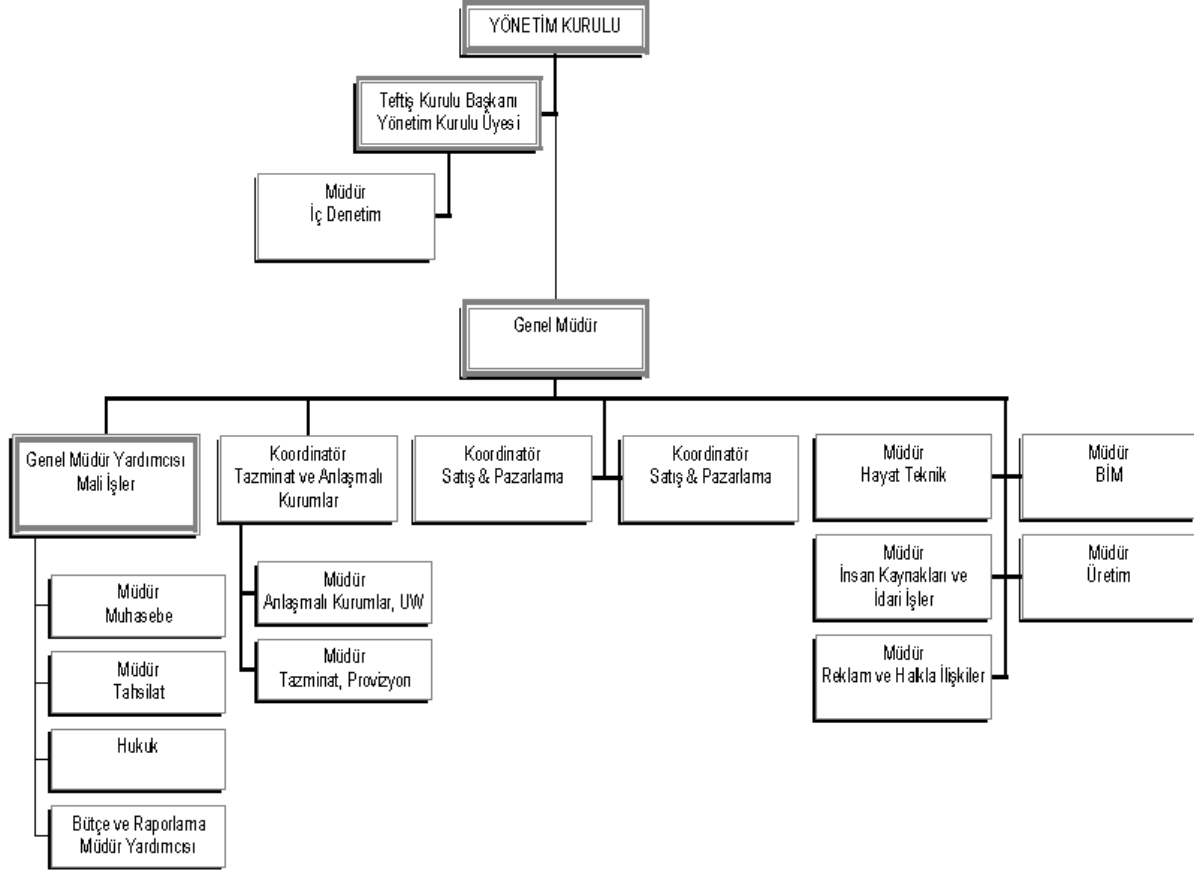 YÖNETİM KURULU
Teftiş Kurulu Başkanı
Yönetim Kurulu Üyesi
Müdür
İç Denetim
Genel Müdür
Genel Müdür Yardımcısı
Mali İşler
Müdür
Muhasebe
Müdür
Tahsilat
Hukuk
Bütçe ve Raporlama
Müdür Yardımcısı
Koordinatör
Tazminat ve Anlaşmalı
Kurumlar
Müdür
Anlaşmalı Kurumlar, UW
Müdür
Tazminat, Provizyon
Koordinatör
Satış & Pazarlama
Koordinatör
Satış & Pazarlama
Müdür
Hayat Teknik
Müdür
BİM
Müdür
İnsan Kaynakları ve
İdari İşler
Müdür
Üretim
Müdür
Reklam ve Halkla İlişkiler